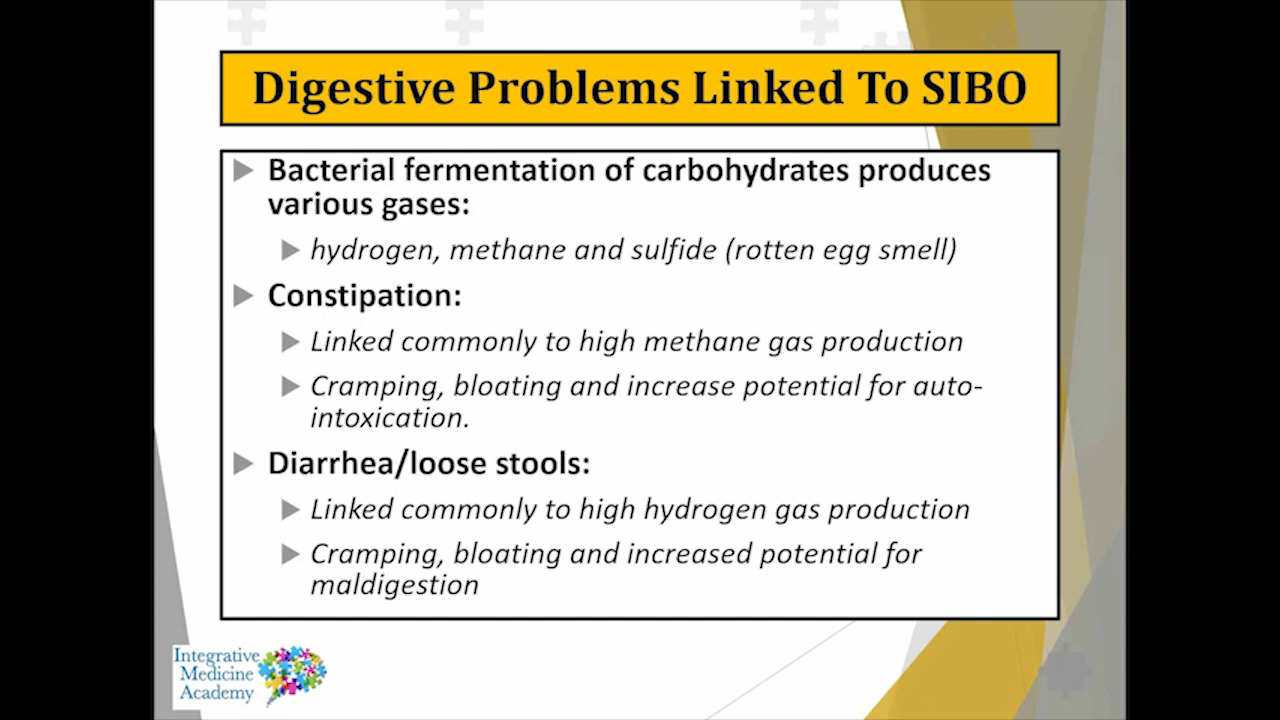 Digestive Problems Linked To SIBO
Bacterial fermentation of carbohydrates produces
various gases:
hydrogen, methane and sulfide (rotten egg smell)
Constipation:
Linked commonly to high methane gas production
Cramping, bloating and increase potential for auto-
intoxication.
Diarrhea/loose stools:
Linked commonly to high hydrogen gas production
Cramping, bloating and increased potential for
maldigestion
Integrative
Medicine
Academy